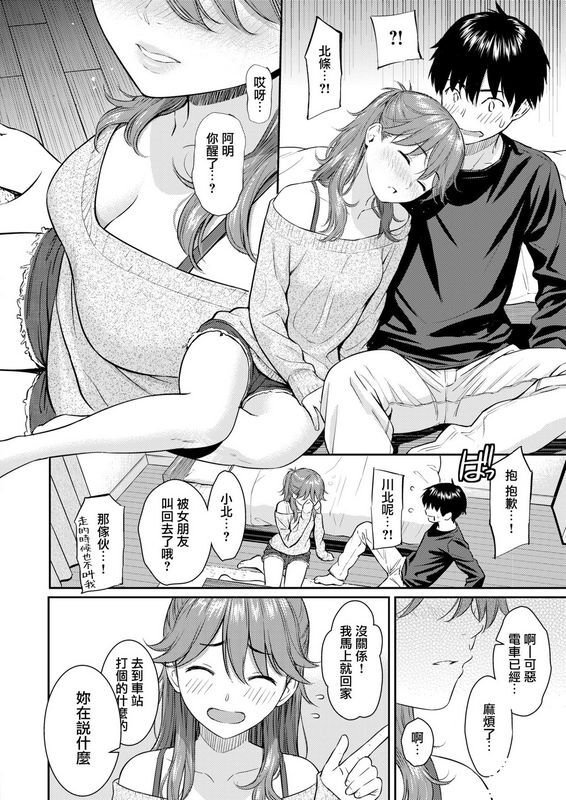 ?!
北條…?!
哎呀…
阿明
你醒了…?
ばっ
抱抱歉…!
川北呢…?!
小北…?
被女朋友
叫回去了哦?
那傢伙…!
走的時候也不叫我
啊—可惡
電車已經…
麻煩了…
啊…
沒關係!
我馬上就回家
去到車站
打個的什麼的
妳在説什麼